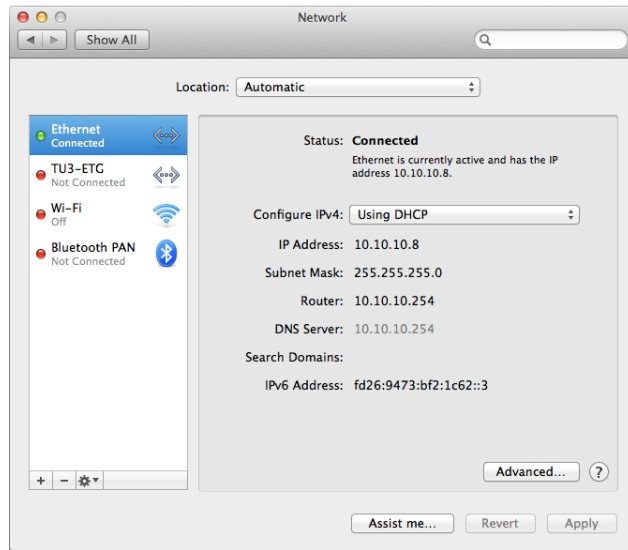 Network
Show All
Location: Automatic
Ethernet
Connected
TU3-ETG
Not Connected
Wi-Fi
Off
Bluetooth PAN
Not Connected
Status: Connected
Ethernet is currently active and has the IP
address 10.10.10.8.
Configure IPv4: Using DHCP
IP Address: 10.10.10.8
Subnet Mask: 255.255.255.0
Router: 10.10.10.254
DNS Server: 10.10.10.254
Search Domains:
IPv6 Address: fd26:9473:bf2:1c62::3
Advanced... ?
+ −
Assist me... Revert Apply